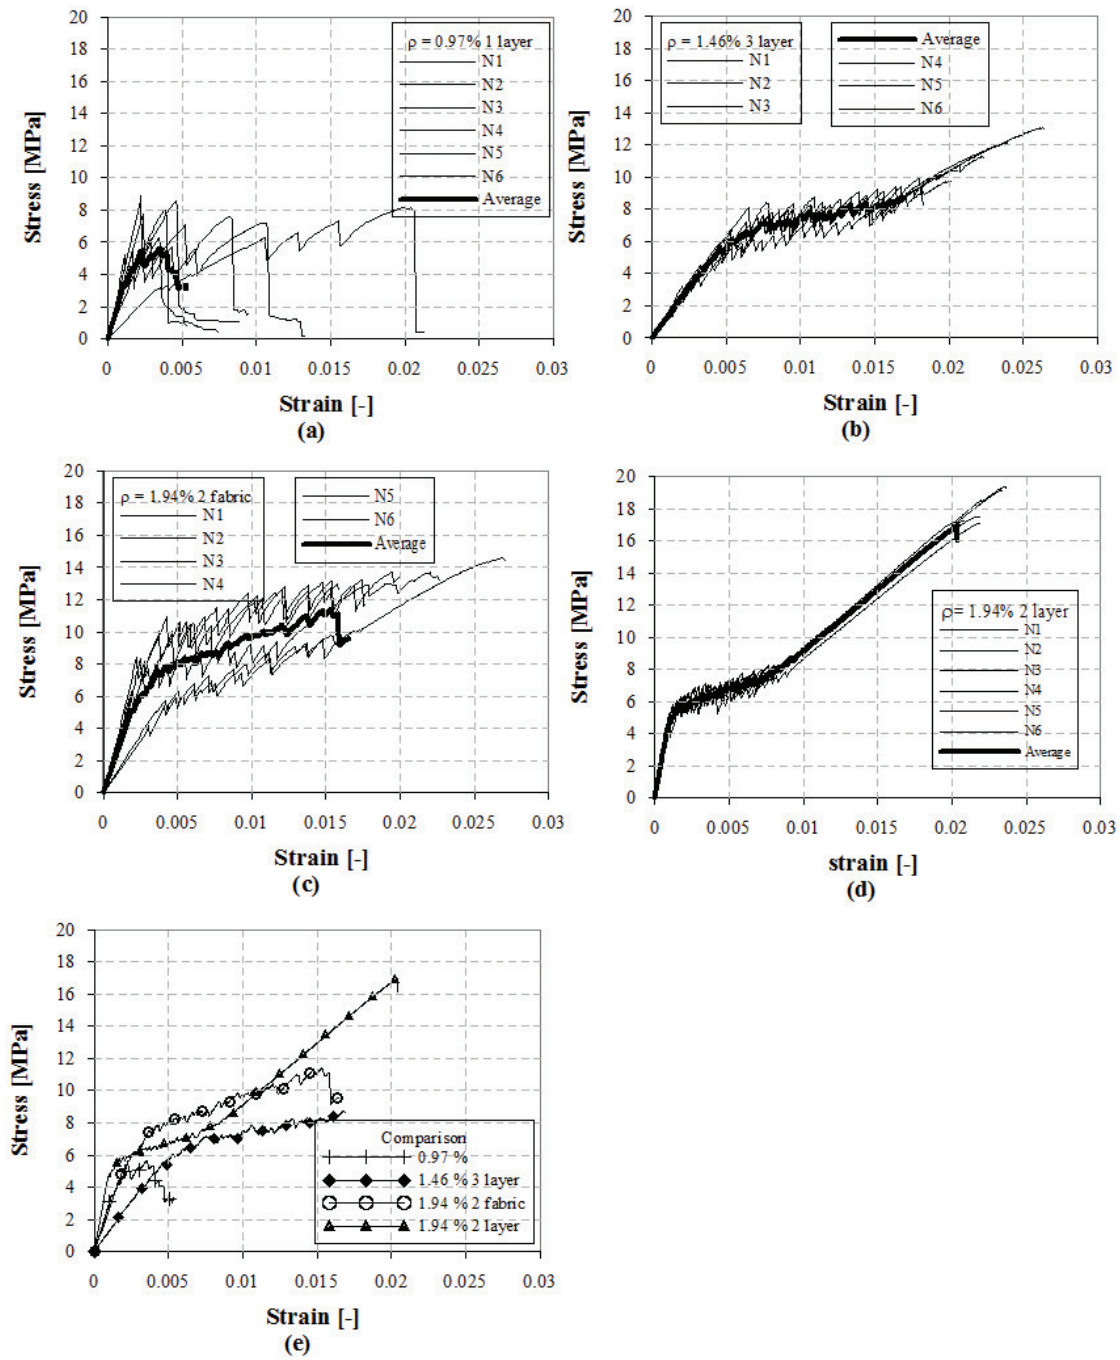 20
18
16
14
12
10
8
6
4
2
0
Stress [MPa]
ρ = 0.97% 1 layer
N1
N2
N3
N4
N5
N6
Average
0 0.005 0.01 0.015 0.02 0.025 0.03
Strain [-]
(a)
20
18
16
14
12
10
8
6
4
2
0
Stress [MPa]
ρ = 1.46% 3 layer
N1
N2
N3
Average
N4
N5
N6
0 0.005 0.01 0.015 0.02 0.025 0.03
Strain [-]
(b)
20
18
16
14
12
10
8
6
4
2
0
Stress [MPa]
ρ = 1.94% 2 fabric
N1
N2
N3
N4
N5
N6
Average
0 0.005 0.01 0.015 0.02 0.025 0.03
Strain [-]
(c)
20
18
16
14
12
10
8
6
4
2
0
Stress [MPa]
ρ= 1.94% 2 layer
N1
N2
N3
N4
N5
N6
Average
0 0.005 0.01 0.015 0.02 0.025 0.03
strain [-]
(d)
20
18
16
14
12
10
8
6
4
2
0
Stress [MPa]
Comparison
0.97 %
1.46 % 3 layer
1.94 % 2 fabric
1.94 % 2 layer
0 0.005 0.01 0.015 0.02 0.025 0.03
Strain [-]
(e)